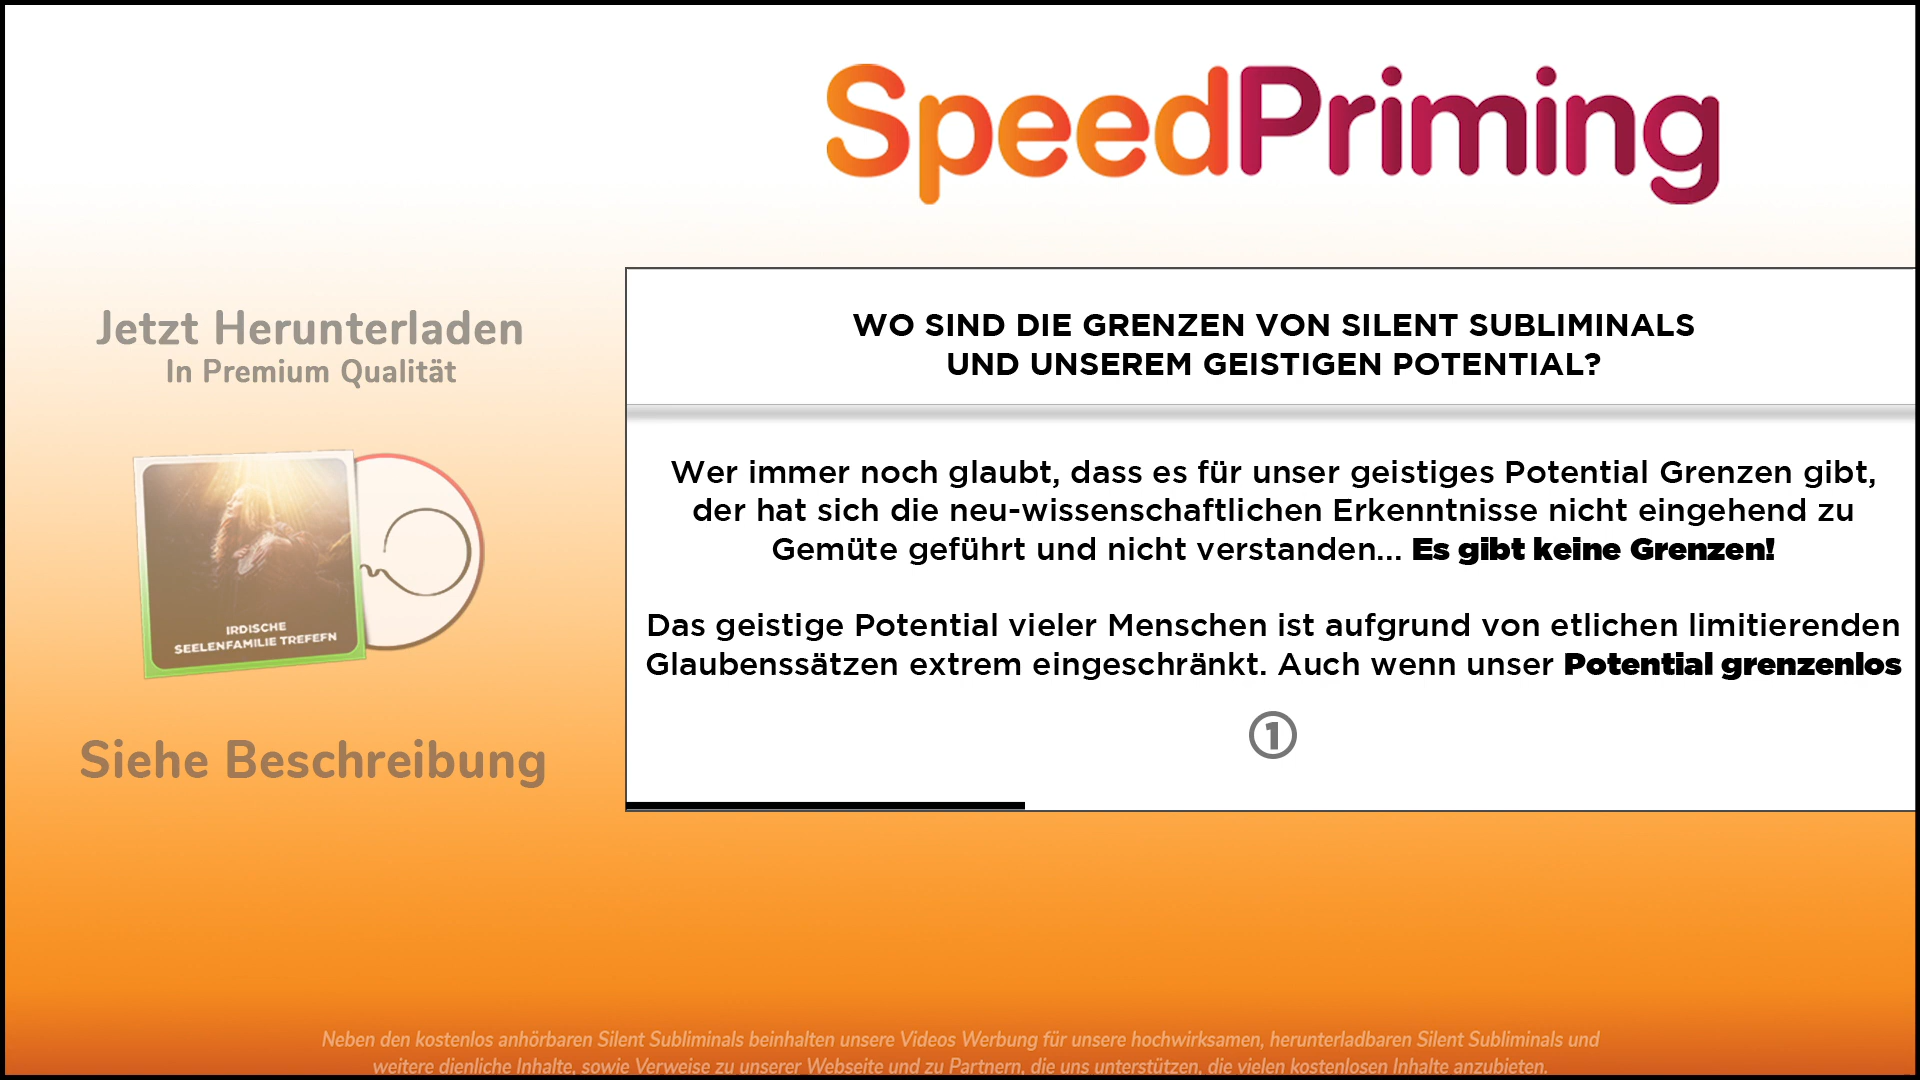 SpeedPriming
Jetzt Herunterladen
In Premium Qualität
IRDISCHE
SEELENFAMILIE TREFEFN
Siehe Beschreibung
WO SIND DIE GRENZEN VON SILENT SUBLIMINALS
UND UNSEREM GEISTIGEN POTENTIAL?
Wer immer noch glaubt, dass es für unser geistiges Potential Grenzen gibt,
der hat sich die neu-wissenschaftlichen Erkenntnisse nicht eingehend zu
Gemüte geführt und nicht verstanden... Es gibt keine Grenzen!
Das geistige Potential vieler Menschen ist aufgrund von etlichen limitierenden
Glaubenssätzen extrem eingeschränkt. Auch wenn unser Potential grenzenlos
1
Neben den kostenlos anhörbaren Silent Subliminals beinhalten unsere Videos Werbung für unsere hochwirksamen, herunterladbaren Silent Subliminals und
weitere dienliche Inhalte, sowie Verweise zu unserer Webseite und zu Partnern, die uns unterstützen, die vielen kostenlosen Inhalte anzubieten.